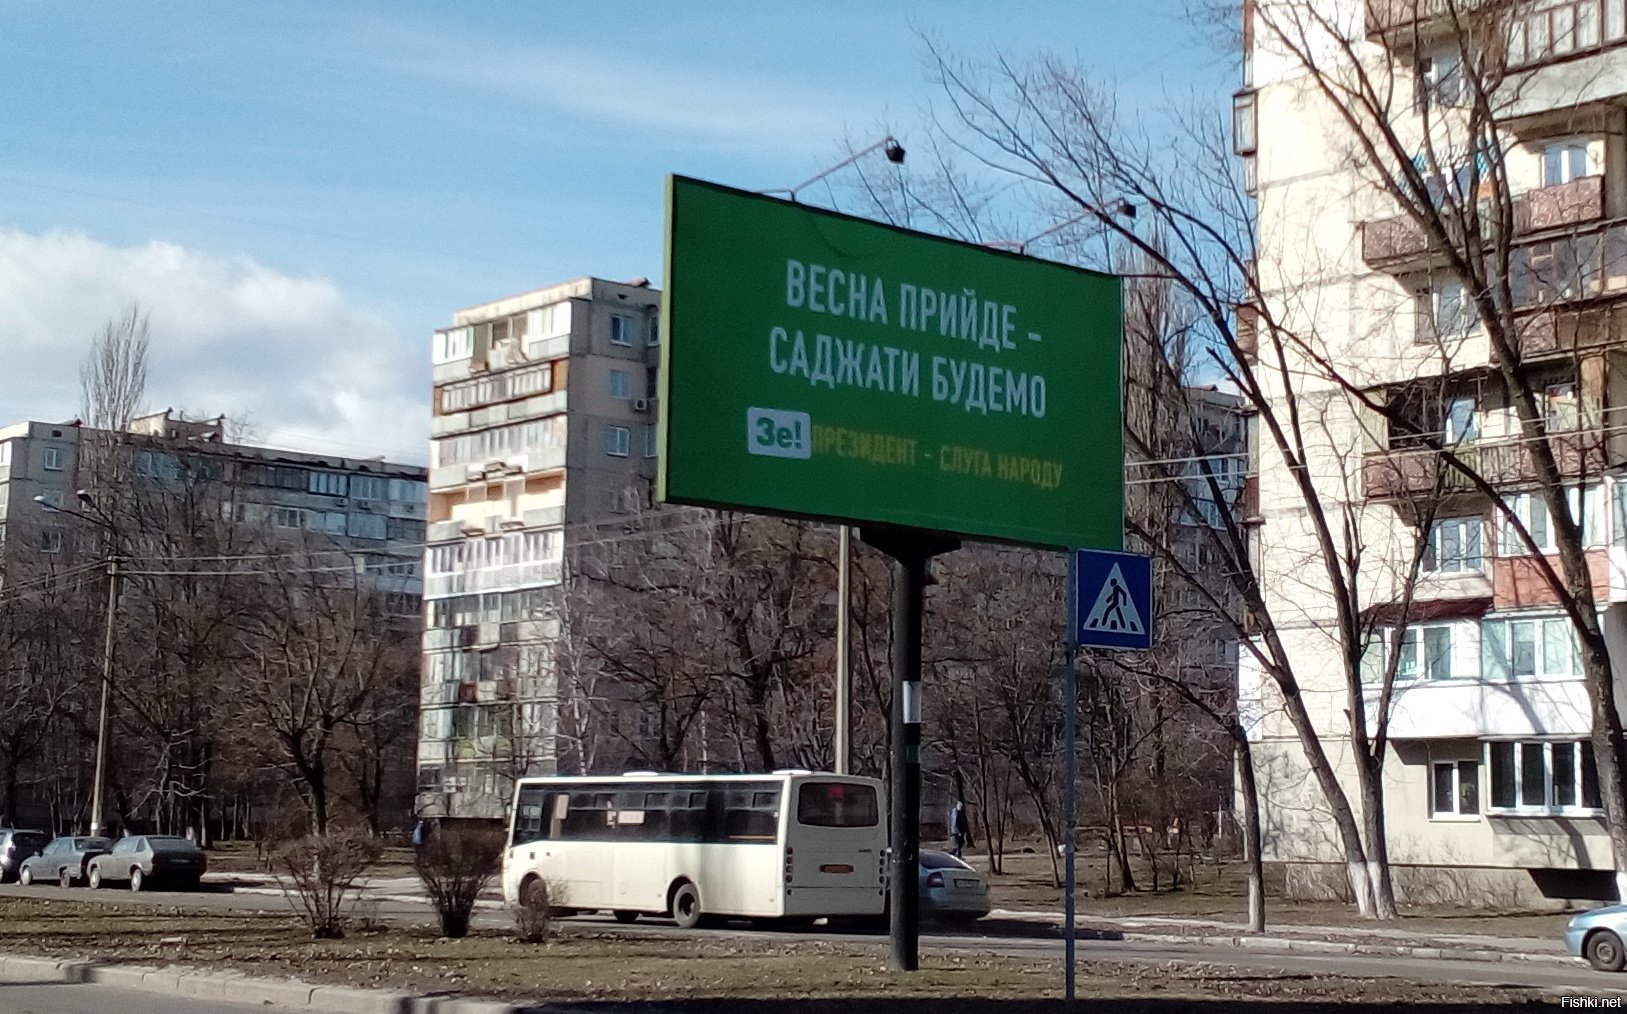 ВЕСНА ПРИЙДЕ –
САДЖАТИ БУДЕМО
Зе! ПРЕЗИДЕНТ – СЛУГА НАРОДУ
Fishki.net